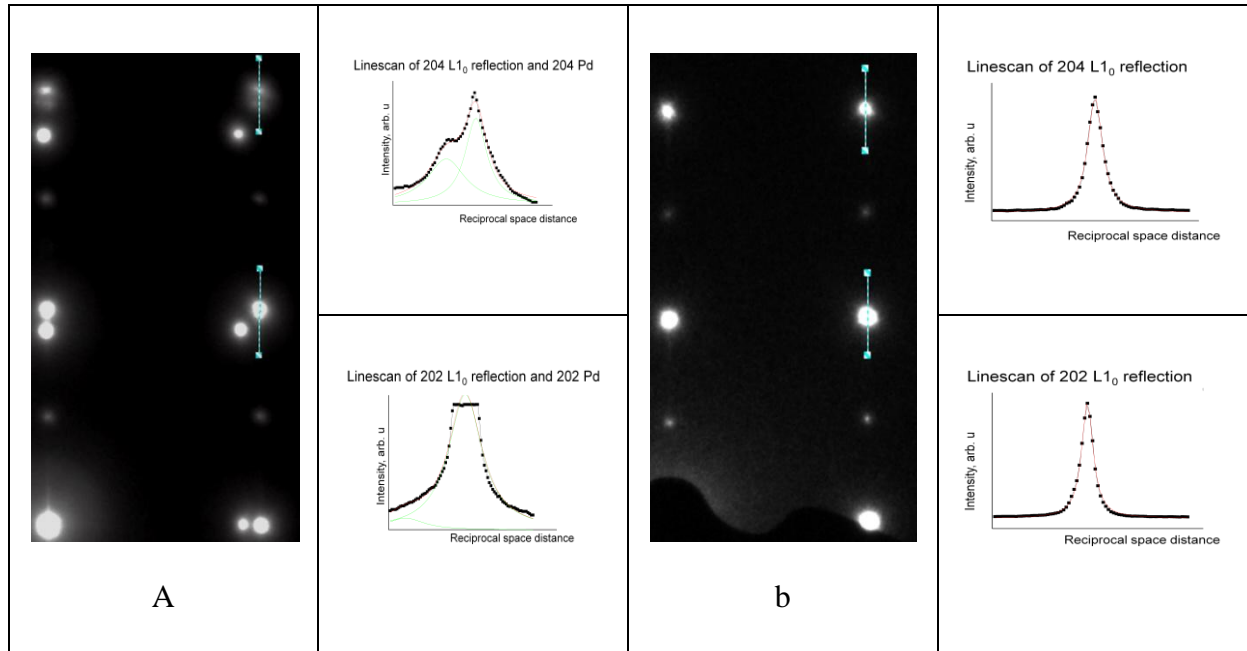 Linescan of 204 L1₀ reflection and 204 Pd
Intensity, arb. u
Reciprocal space distance
Linescan of 202 L1₀ reflection and 202 Pd
Intensity, arb. u
Reciprocal space distance
A
Linescan of 204 L1₀ reflection
Intensity, arb. u
Reciprocal space distance
Linescan of 202 L1₀ reflection
Intensity, arb. u
Reciprocal space distance
b